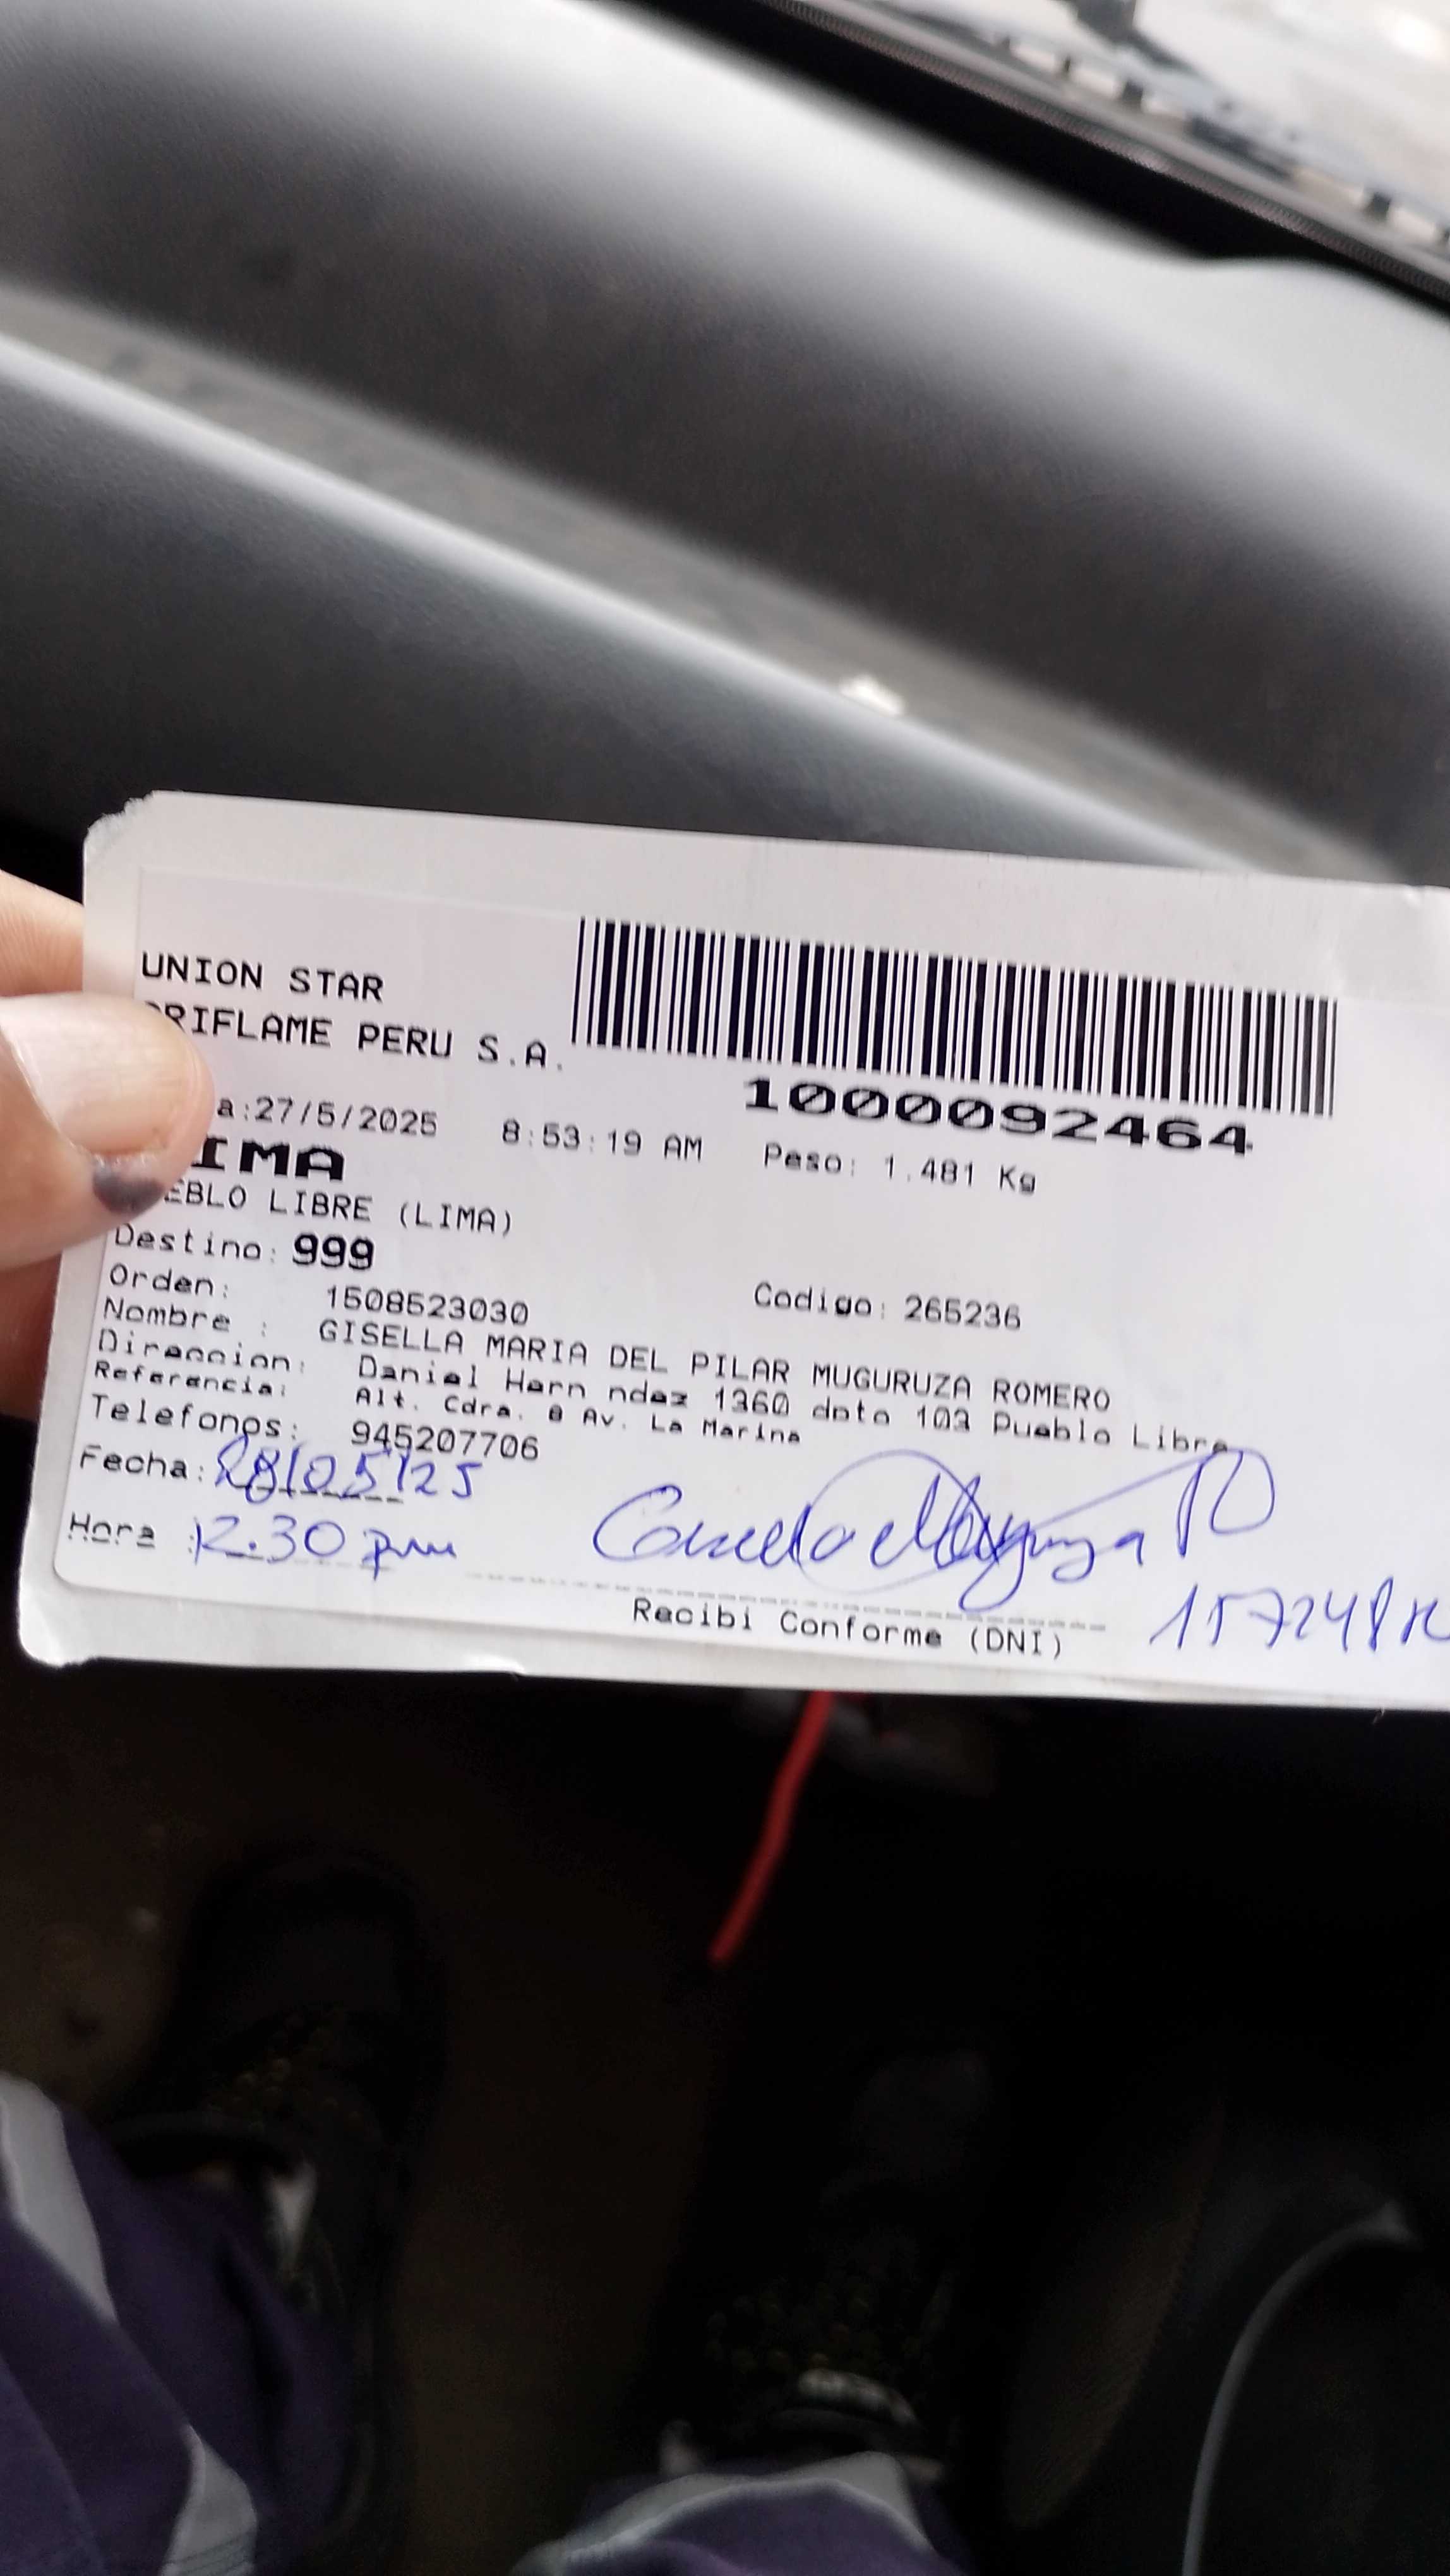 UNION STAR
ORIFLAME PERU S.A.
1000092464
a:27/5/2025 8:53:19 AM Peso: 1.481 Kg
LIMA
EBLO LIBRE (LIMA)
Destino: 999
Orden: 1508523030 Codigo: 265236
Nombre : GISELLA MARIA DEL PILAR MUGURUZA ROMERO
Direccion: Daniel Hern ndez 1360 dpto 103 Pueblo Libre
Referencia: Alt. Cdra. 8 Av. La Marina
Telefonos: 945207706
Fecha: 28/05/25
Hora : 12.30 pm
Recibi Conforme (DNI)